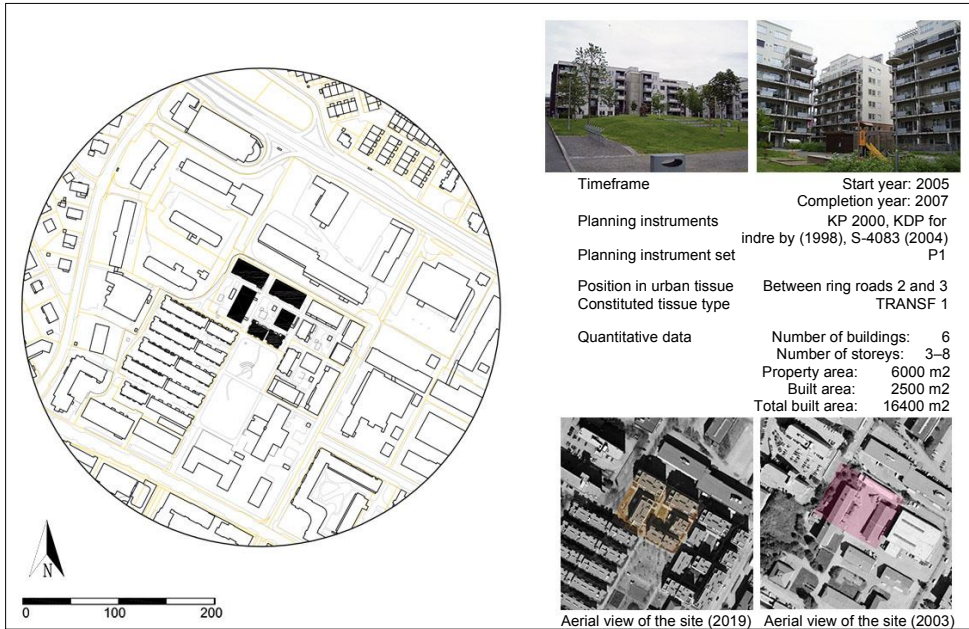 Timeframe Start year: 2005
Completion year: 2007
Planning instruments KP 2000, KDP for
indre by (1998), S-4083 (2004)
Planning instrument set P1
Position in urban tissue Between ring roads 2 and 3
Constituted tissue type TRANSF 1
Quantitative data Number of buildings: 6
Number of storeys: 3–8
Property area: 6000 m2
Built area: 2500 m2
Total built area: 16400 m2
N
0 100 200
Aerial view of the site (2019) Aerial view of the site (2003)